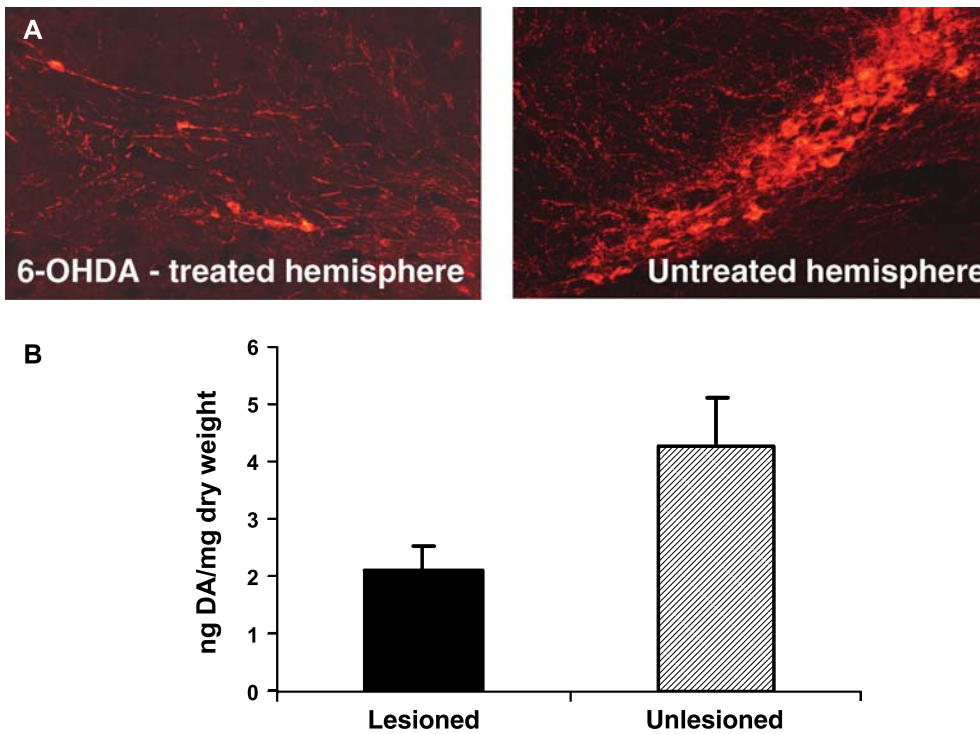 A
6-OHDA - treated hemisphere
Untreated hemisphere
B
ng DA/mg dry weight
6
5
4
3
2
1
0
Lesioned
Unlesioned